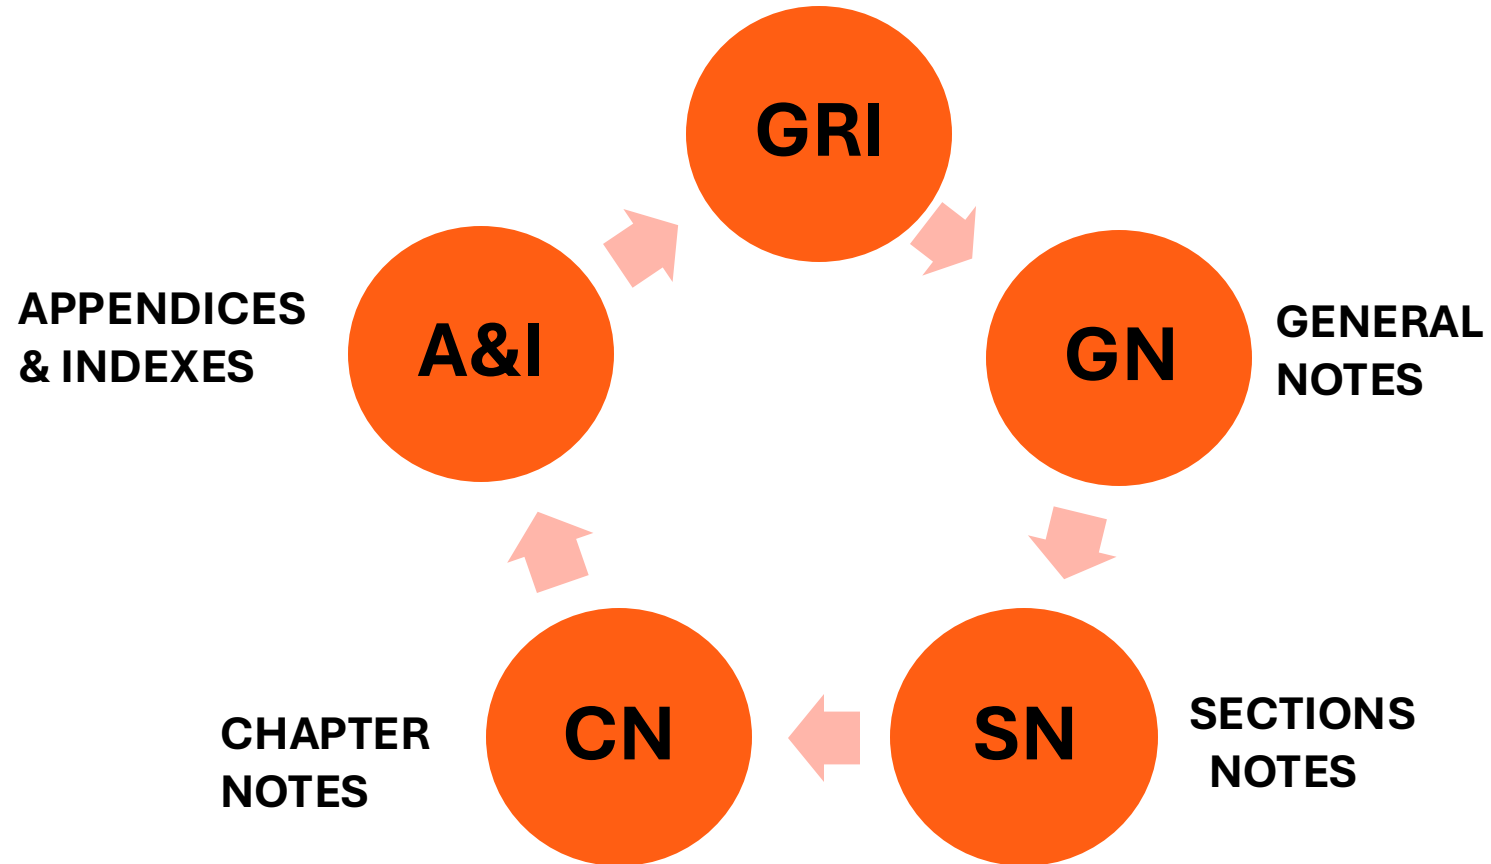 GRI
GN
GENERAL
NOTES
SN
SECTIONS
NOTES
CN
CHAPTER
NOTES
A&I
APPENDICES
& INDEXES